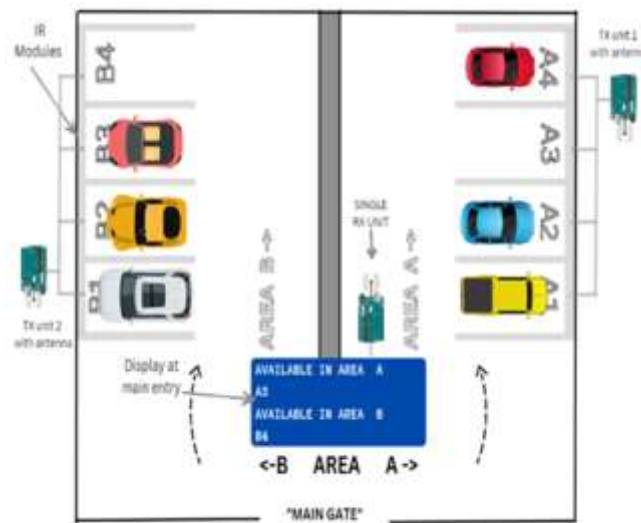 IR
Modules
B4
B3
B2
B1
TX unit 2
with antenna
A4
A3
A2
A1
TX unit 1
with antenna
SINGLE
RX UNIT
AREA B->
AREA A->
Display at
main entry
AVAILABLE IN AREA A
A3
AVAILABLE IN AREA B
B4
<-B AREA A->
"MAIN GATE"